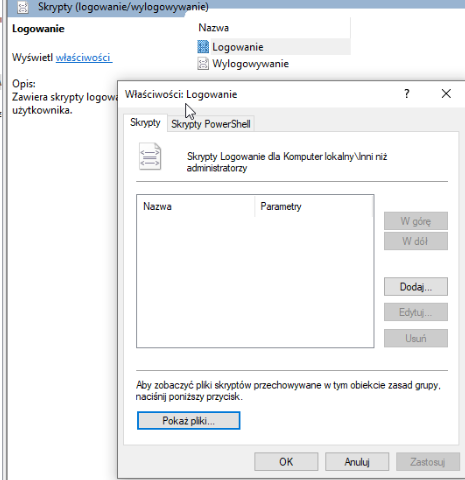 Skrypty (logowanie/wylogowywanie)
Logowanie
Nazwa
Logowanie
Wylogowywanie
Wyświetl właściwości
Opis:
Zawiera skrypty logowa
użytkownika.
Właściwości: Logowanie
?
Skrypty
Skrypty PowerShell
Skrypty Logowanie dla Komputer lokalny\Inni niż
administratorzy
Nazwa
Parametry
W górę
W dół
Dodaj...
Edytuj...
Usuń
Aby zobaczyć pliki skryptów przechowywane w tym obiekcie zasad grupy,
naciśnij poniższy przycisk.
Pokaż pliki...
OK
Anuluj
Zastosuj